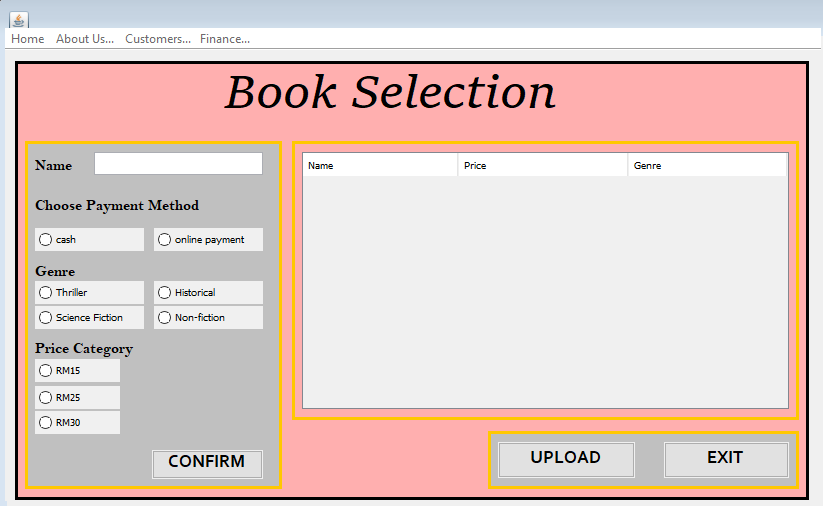 Home About Us... Customers... Finance...
Book Selection
Name
Choose Payment Method
cash online payment
Genre
Thriller Historical
Science Fiction Non-fiction
Price Category
RM15
RM25
RM30
CONFIRM
Name Price Genre
UPLOAD EXIT